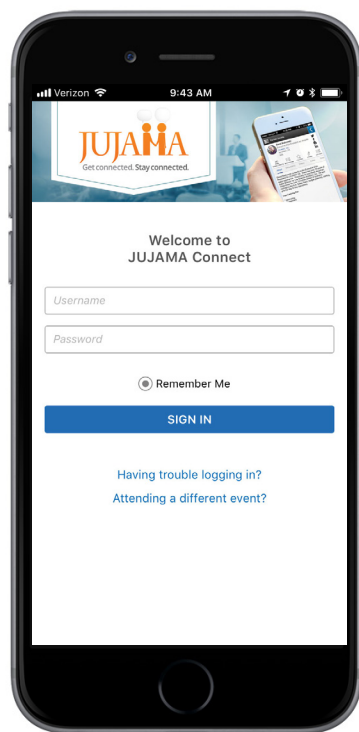 Verizon 9:43 AM
JUJAMA
Get connected. Stay connected.
Welcome to
JUJAMA Connect
Username
Password
Remember Me
SIGN IN
Having trouble logging in?
Attending a different event?